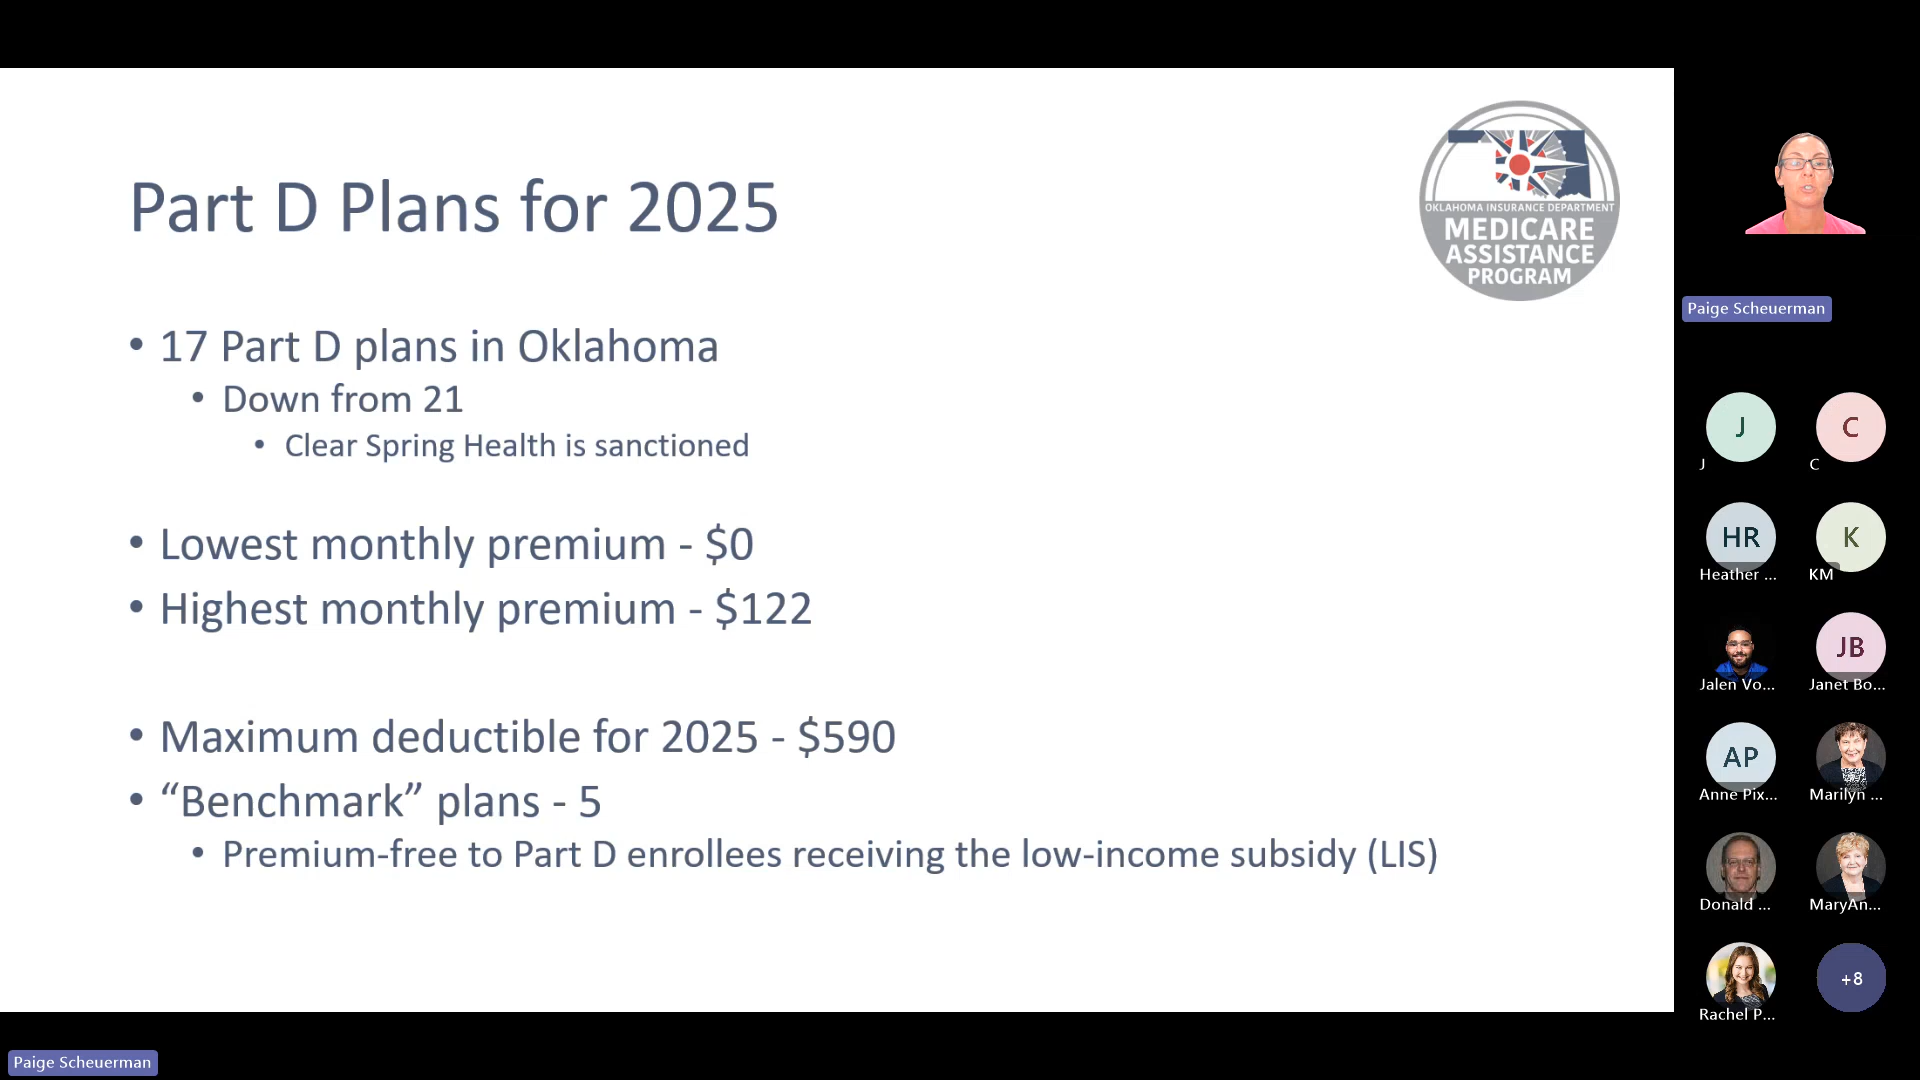 Part D Plans for 2025
OKLAHOMA INSURANCE DEPARTMENT
MEDICARE
ASSISTANCE
PROGRAM
• 17 Part D plans in Oklahoma
• Down from 21
• Clear Spring Health is sanctioned
• Lowest monthly premium - $0
• Highest monthly premium - $122
• Maximum deductible for 2025 - $590
• “Benchmark” plans - 5
• Premium-free to Part D enrollees receiving the low-income subsidy (LIS)
Paige Scheuerman
J
C
J
C
HR
K
Heather ...
KM
JB
Jalen Vo...
Janet Bo...
AP
Anne Pix...
Marilyn ...
Donald ...
MaryAn...
+8
Rachel P...
Paige Scheuerman